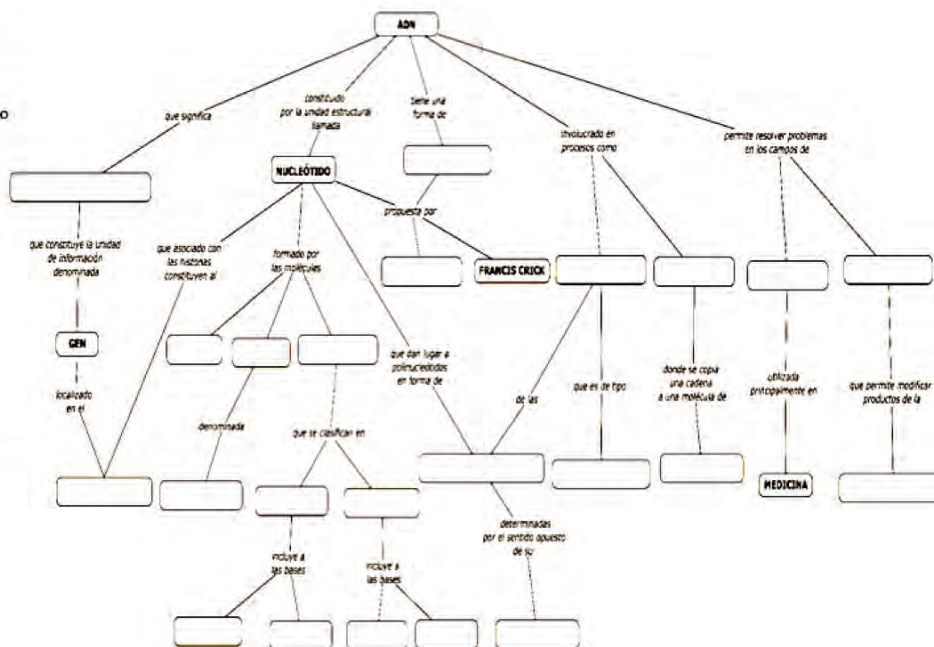 ADN
o
que significa
constituido
por la unidad estructural
llamada
tiene una
forma de
involucrado en
procesos como
permite resolver problemas
en los campos de
NUCLEÓTIDO
propuesta por
FRANCIS CRICK
que constituye la unidad
de información
denominada
que asociado con
las histonas
constituyen al
formado por
las moléculas
GEN
que dan lugar a
polinucleótidos
en forma de
de las
que es de tipo
donde se copia
una cadena
a una molécula de
utilizada
principalmente en
que permite modificar
productos de la
localizado
en el
denominada
que se clasifican en
MEDICINA
determinadas
por el sentido opuesto
de su
incluye a
las bases
incluye a
las bases